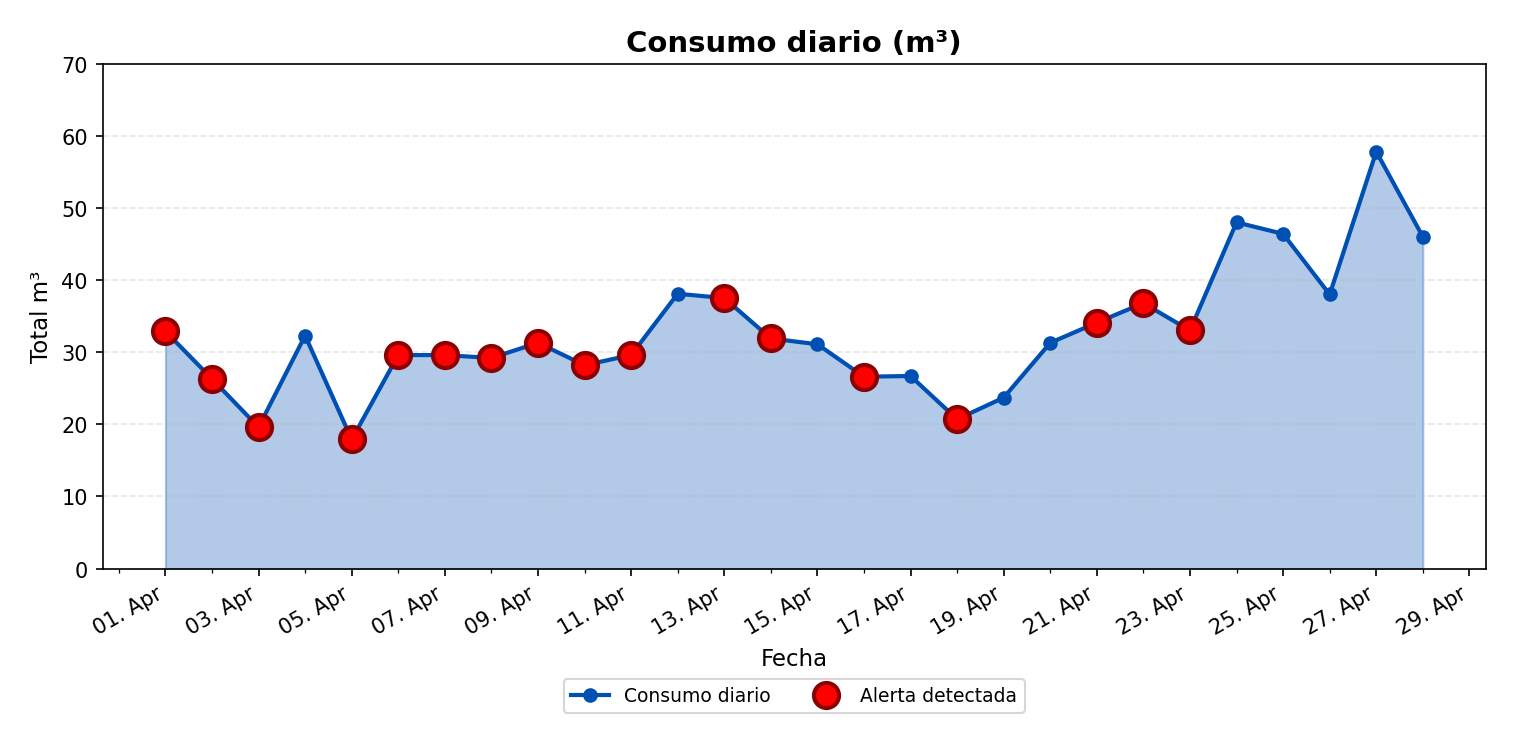 Consumo diario (m³)
Total m³
70
60
50
40
30
20
10
0
01. Apr
03. Apr
05. Apr
07. Apr
09. Apr
11. Apr
13. Apr
15. Apr
17. Apr
19. Apr
21. Apr
23. Apr
25. Apr
27. Apr
29. Apr
Fecha
Consumo diario
Alerta detectada